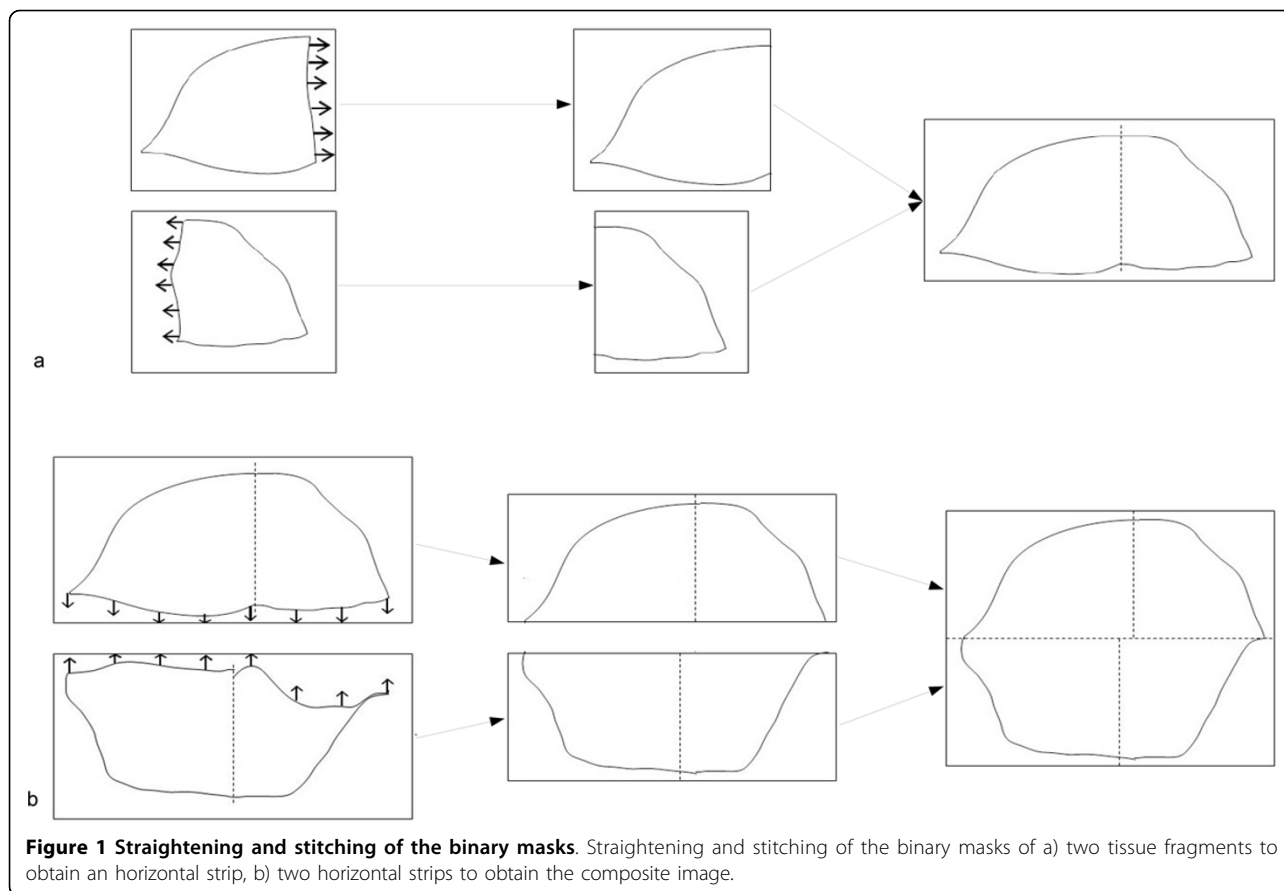 a
b
Figure 1 Straightening and stitching of the binary masks. Straightening and stitching of the binary masks of a) two tissue fragments to
obtain an horizontal strip, b) two horizontal strips to obtain the composite image.